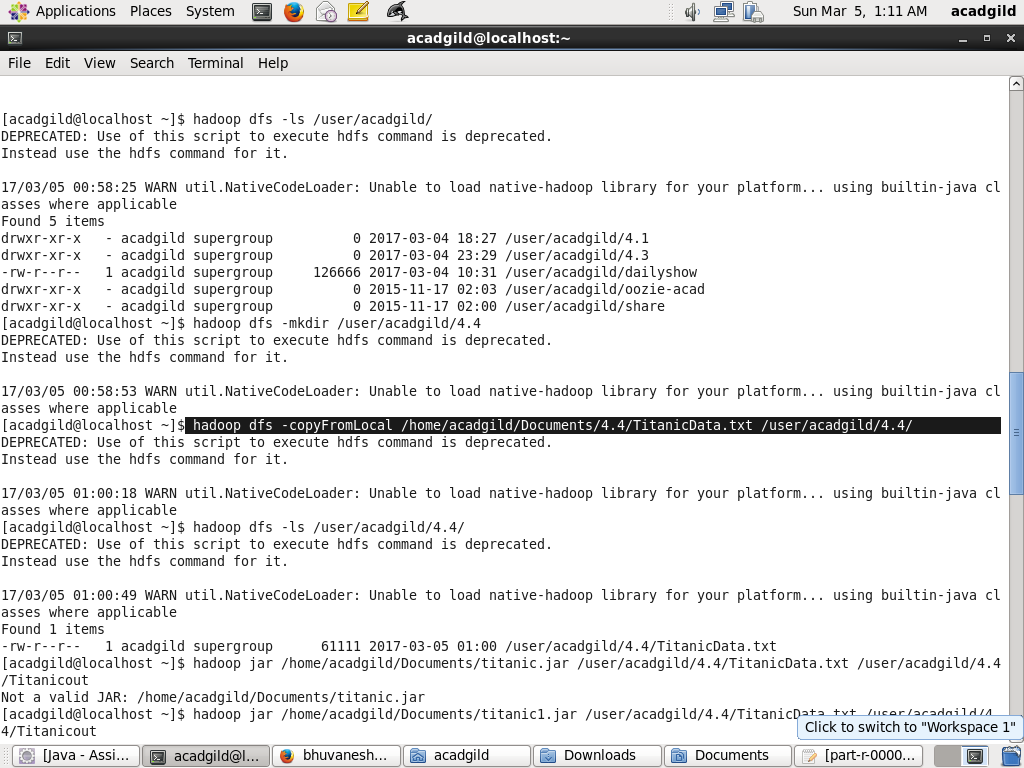 Applications Places System Sun Mar 5, 1:11 AM acadgild
acadgild@localhost:~
File Edit View Search Terminal Help
[acadgild@localhost ~]$ hadoop dfs -ls /user/acadgild/
DEPRECATED: Use of this script to execute hdfs command is deprecated.
Instead use the hdfs command for it.
17/03/05 00:58:25 WARN util.NativeCodeLoader: Unable to load native-hadoop library for your platform... using builtin-java cl
asses where applicable
Found 5 items
drwxr-xr-x   - acadgild supergroup          0 2017-03-04 18:27 /user/acadgild/4.1
drwxr-xr-x   - acadgild supergroup          0 2017-03-04 23:29 /user/acadgild/4.3
-rw-r--r--   1 acadgild supergroup     126666 2017-03-04 10:31 /user/acadgild/dailyshow
drwxr-xr-x   - acadgild supergroup          0 2015-11-17 02:03 /user/acadgild/oozie-acad
drwxr-xr-x   - acadgild supergroup          0 2015-11-17 02:00 /user/acadgild/share
[acadgild@localhost ~]$ hadoop dfs -mkdir /user/acadgild/4.4
DEPRECATED: Use of this script to execute hdfs command is deprecated.
Instead use the hdfs command for it.
17/03/05 00:58:53 WARN util.NativeCodeLoader: Unable to load native-hadoop library for your platform... using builtin-java cl
asses where applicable
[acadgild@localhost ~]$ hadoop dfs -copyFromLocal /home/acadgild/Documents/4.4/TitanicData.txt /user/acadgild/4.4/
DEPRECATED: Use of this script to execute hdfs command is deprecated.
Instead use the hdfs command for it.
17/03/05 01:00:18 WARN util.NativeCodeLoader: Unable to load native-hadoop library for your platform... using builtin-java cl
asses where applicable
[acadgild@localhost ~]$ hadoop dfs -ls /user/acadgild/4.4/
DEPRECATED: Use of this script to execute hdfs command is deprecated.
Instead use the hdfs command for it.
17/03/05 01:00:49 WARN util.NativeCodeLoader: Unable to load native-hadoop library for your platform... using builtin-java cl
asses where applicable
Found 1 items
-rw-r--r--   1 acadgild supergroup      61111 2017-03-05 01:00 /user/acadgild/4.4/TitanicData.txt
[acadgild@localhost ~]$ hadoop jar /home/acadgild/Documents/titanic.jar /user/acadgild/4.4/TitanicData.txt /user/acadgild/4.4
/Titanicout
Not a valid JAR: /home/acadgild/Documents/titanic.jar
[acadgild@localhost ~]$ hadoop jar /home/acadgild/Documents/titanic1.jar /user/acadgild/4.4/TitanicData.txt /user/acadgild/4.
4/Titanicout
Click to switch to "Workspace 1"
[Java - Assi... acadgild@l... bhuvanesh... acadgild Downloads Documents [part-r-0000...